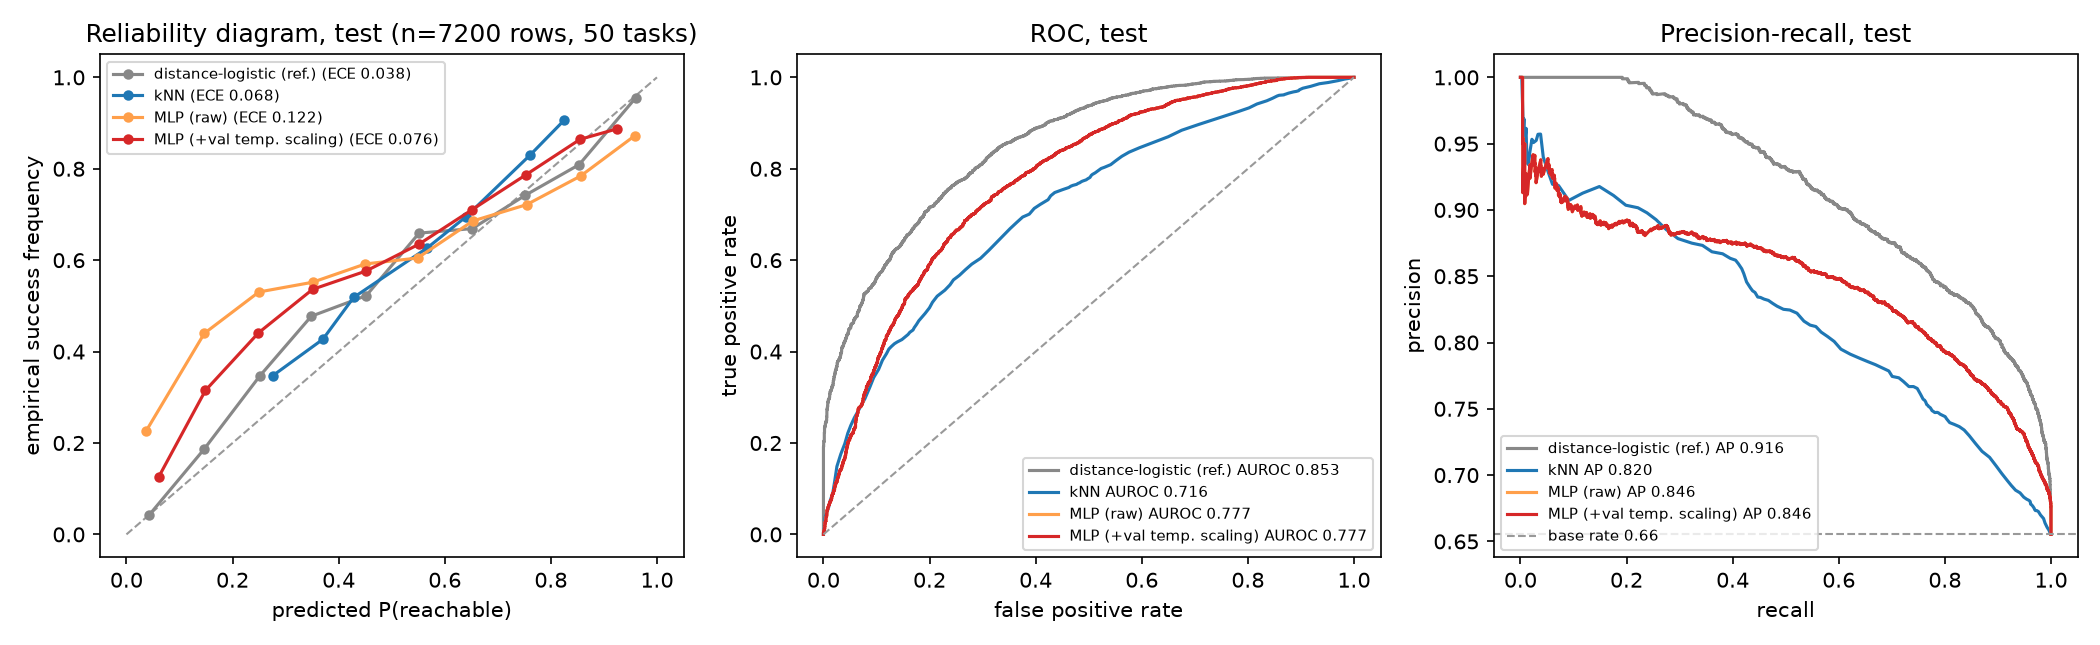 Reliability diagram, test (n=7200 rows, 50 tasks)
distance-logistic (ref.) (ECE 0.038)
kNN (ECE 0.068)
MLP (raw) (ECE 0.122)
MLP (+val temp. scaling) (ECE 0.076)
empirical success frequency
1.0
0.8
0.6
0.4
0.2
0.0
0.0 0.2 0.4 0.6 0.8 1.0
predicted P(reachable)
ROC, test
true positive rate
1.0
0.8
0.6
0.4
0.2
0.0
distance-logistic (ref.) AUROC 0.853
kNN AUROC 0.716
MLP (raw) AUROC 0.777
MLP (+val temp. scaling) AUROC 0.777
0.0 0.2 0.4 0.6 0.8 1.0
false positive rate
Precision-recall, test
precision
1.00
0.95
0.90
0.85
0.80
0.75
0.70
0.65
distance-logistic (ref.) AP 0.916
kNN AP 0.820
MLP (raw) AP 0.846
MLP (+val temp. scaling) AP 0.846
base rate 0.66
0.0 0.2 0.4 0.6 0.8 1.0
recall